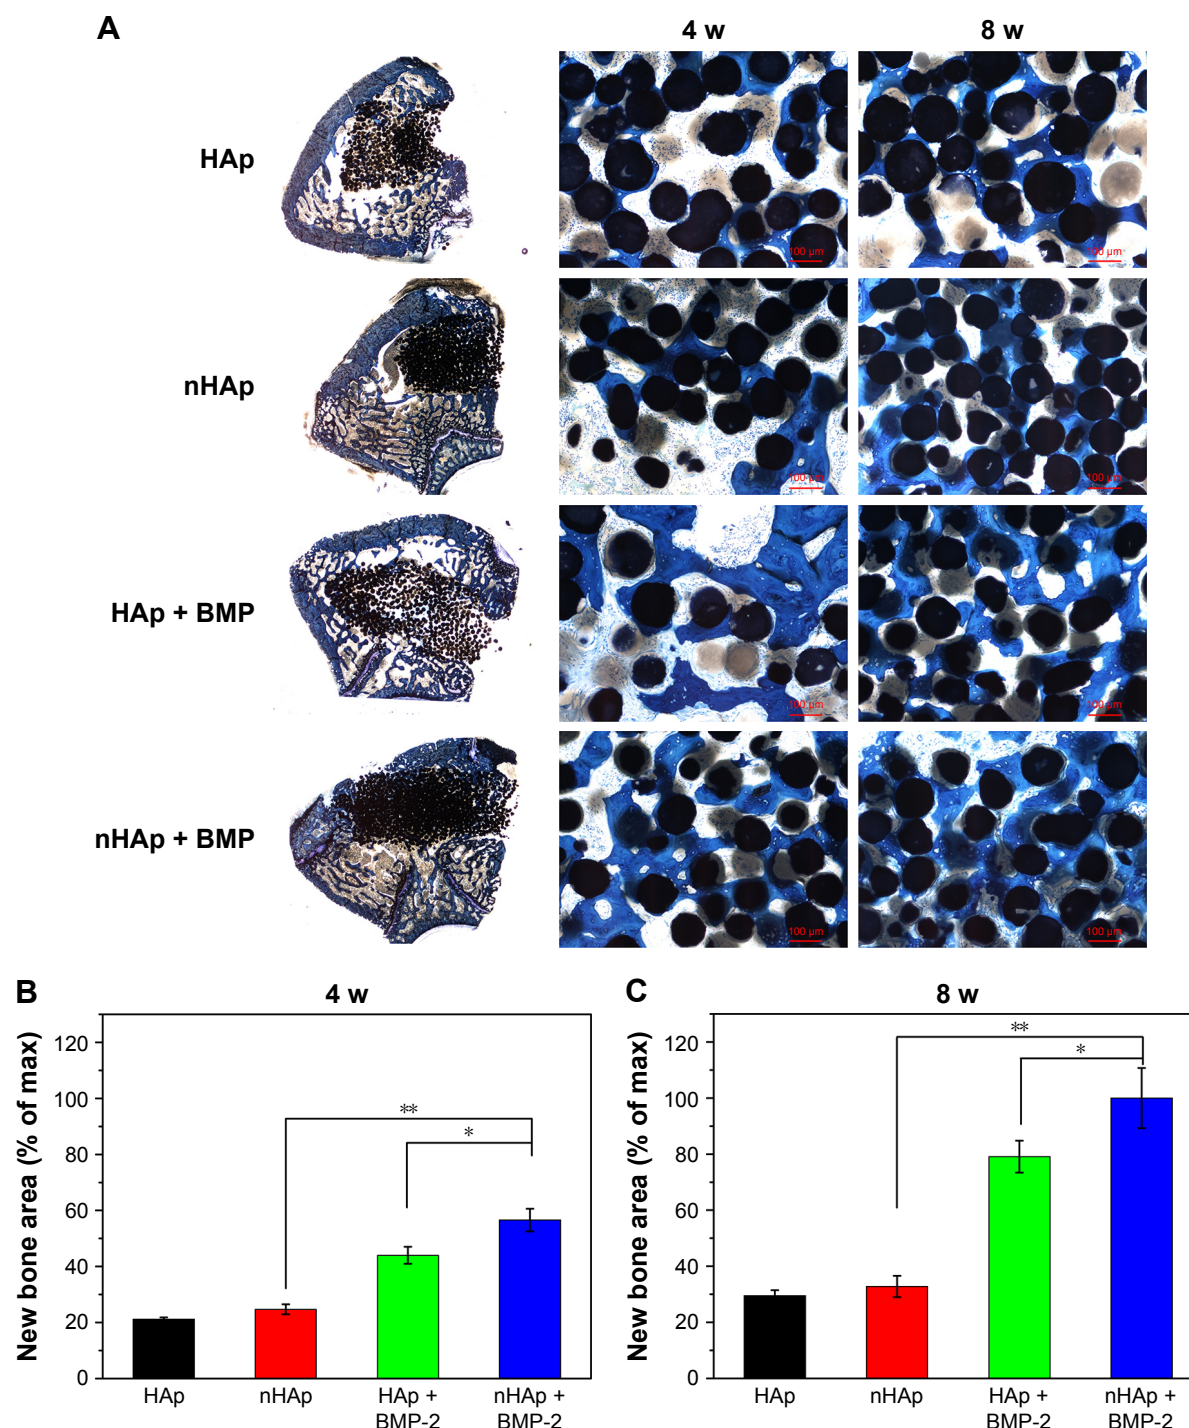 A
4 w
8 w
HAp
100 µm
100 µm
nHAp
100 µm
100 µm
HAp + BMP
100 µm
100 µm
nHAp + BMP
100 µm
100 µm
B
4 w
New bone area (% of max)
120
100
80
60
40
20
0
**
*
HAp
nHAp
HAp +
BMP-2
nHAp +
BMP-2
C
8 w
New bone area (% of max)
120
100
80
60
40
20
0
**
*
HAp
nHAp
HAp +
BMP-2
nHAp +
BMP-2